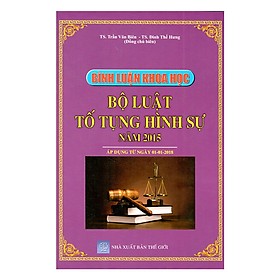 TS. Trần Văn Biên - TS. Đinh Thế Hưng
(Đồng chủ biên)
BÌNH LUẬN KHOA HỌC
BỘ LUẬT
TỐ TỤNG HÌNH SỰ
NĂM 2015
ÁP DỤNG TỪ NGÀY 01-01-2018
NHÀ XUẤT BẢN THẾ GIỚI